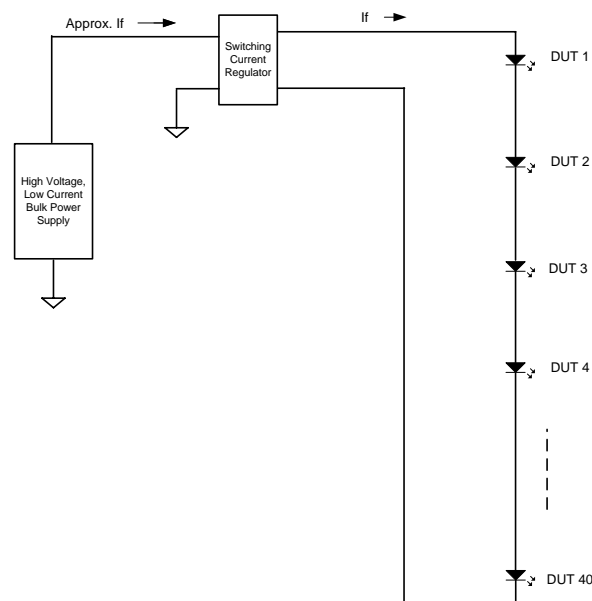 Approx. If
If
Switching
Current
Regulator
DUT 1
DUT 2
High Voltage,
Low Current
Bulk Power
Supply
DUT 3
DUT 4
DUT 40